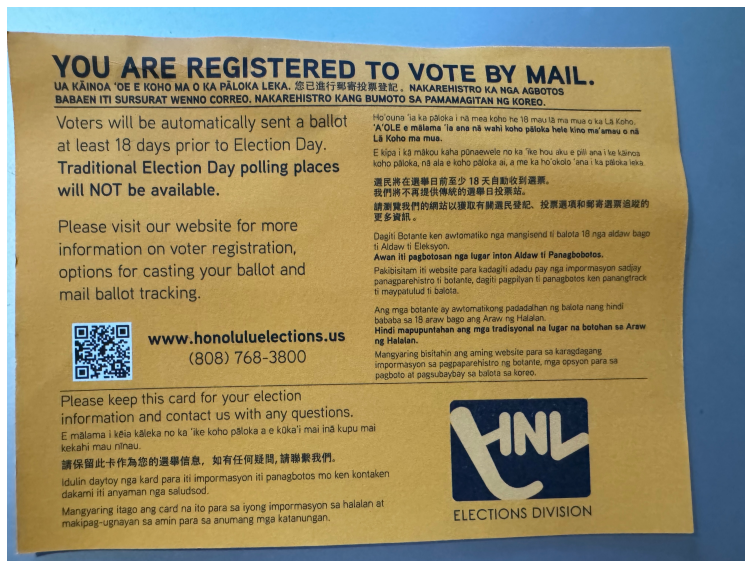 YOU ARE REGISTERED TO VOTE BY MAIL.
UA KĀINOA ʻOE E KOHO MA O KA PĀLOKA LEKA. 您已進行郵寄投票登記。NAKAREHISTRO KA NGA AGBOTOS
BABAEN ITI SURSURAT WENNO CORREO. NAKAREHISTRO KANG BUMOTO SA PAMAMAGITAN NG KOREO.
Voters will be automatically sent a ballot
at least 18 days prior to Election Day.
Traditional Election Day polling places
will NOT be available.
Please visit our website for more
information on voter registration,
options for casting your ballot and
mail ballot tracking.
www.honoluluelections.us
(808) 768-3800
Hoʻouna ʻia ka pāloka i nā mea koho he 18 mau lā ma mua o ka Lā Koho.
ʻAʻOLE e mālama ʻia ana nā wahi koho pāloka hele kino maʻamau o nā
Lā Koho ma mua.
E kipa i kā mākou kahua pūnaewele no ka ʻike hou aku e pili ana i ke kāinoa
koho pāloka, nā ala e koho pāloka ai, a me ka hoʻokolo ʻana i ka pāloka leka.
選民將在選舉日前至少 18 天自動收到選票。
我們將不再提供傳統的選舉日投票站。
請瀏覽我們的網站以獲取有關選民登記、投票選項和郵寄選票追蹤的
更多資訊。
Dagiti Botante ken awtomatiko nga mangisend ti balota 18 nga aldaw bago
ti Aldaw ti Eleksyon.
Awan iti pagbotosan nga lugar inton Aldaw ti Panagbobotos.
Pakibisitam iti website para kadagiti adadu pay nga impormasyon sadjay
panagparehistro ti botante, dagiti pagpilyan ti panagbotos ken panangtrack
ti maypatulud ti balota.
Ang mga botante ay awtomatikong padadalhan ng balota nang hindi
bababa sa 18 araw bago ang Araw ng Halalan.
Hindi mapupuntahan ang mga tradisyonal na lugar na botohan sa Araw
ng Halalan.
Mangyaring bisitahin ang aming website para sa karagdagang
impormasyon sa pagpaparehistro ng botante, mga opsyon para sa
pagboto at pagsubaybay sa balota sa koreo.
Please keep this card for your election
information and contact us with any questions.
E mālama i kēia kāleka no ka ʻike koho pāloka a e kūkaʻi mai inā kupu mai
kekahi mau nīnau.
請保留此卡作為您的選舉信息，如有任何疑問，請聯繫我們。
Idulin daytoy nga kard para iti impormasyon iti panagbotos mo ken kontaken
dakami iti anyaman nga saludsod.
Mangyaring itago ang card na ito para sa iyong impormasyon sa halalan at
makipag-ugnayan sa amin para sa anumang mga katanungan.
HNL
ELECTIONS DIVISION